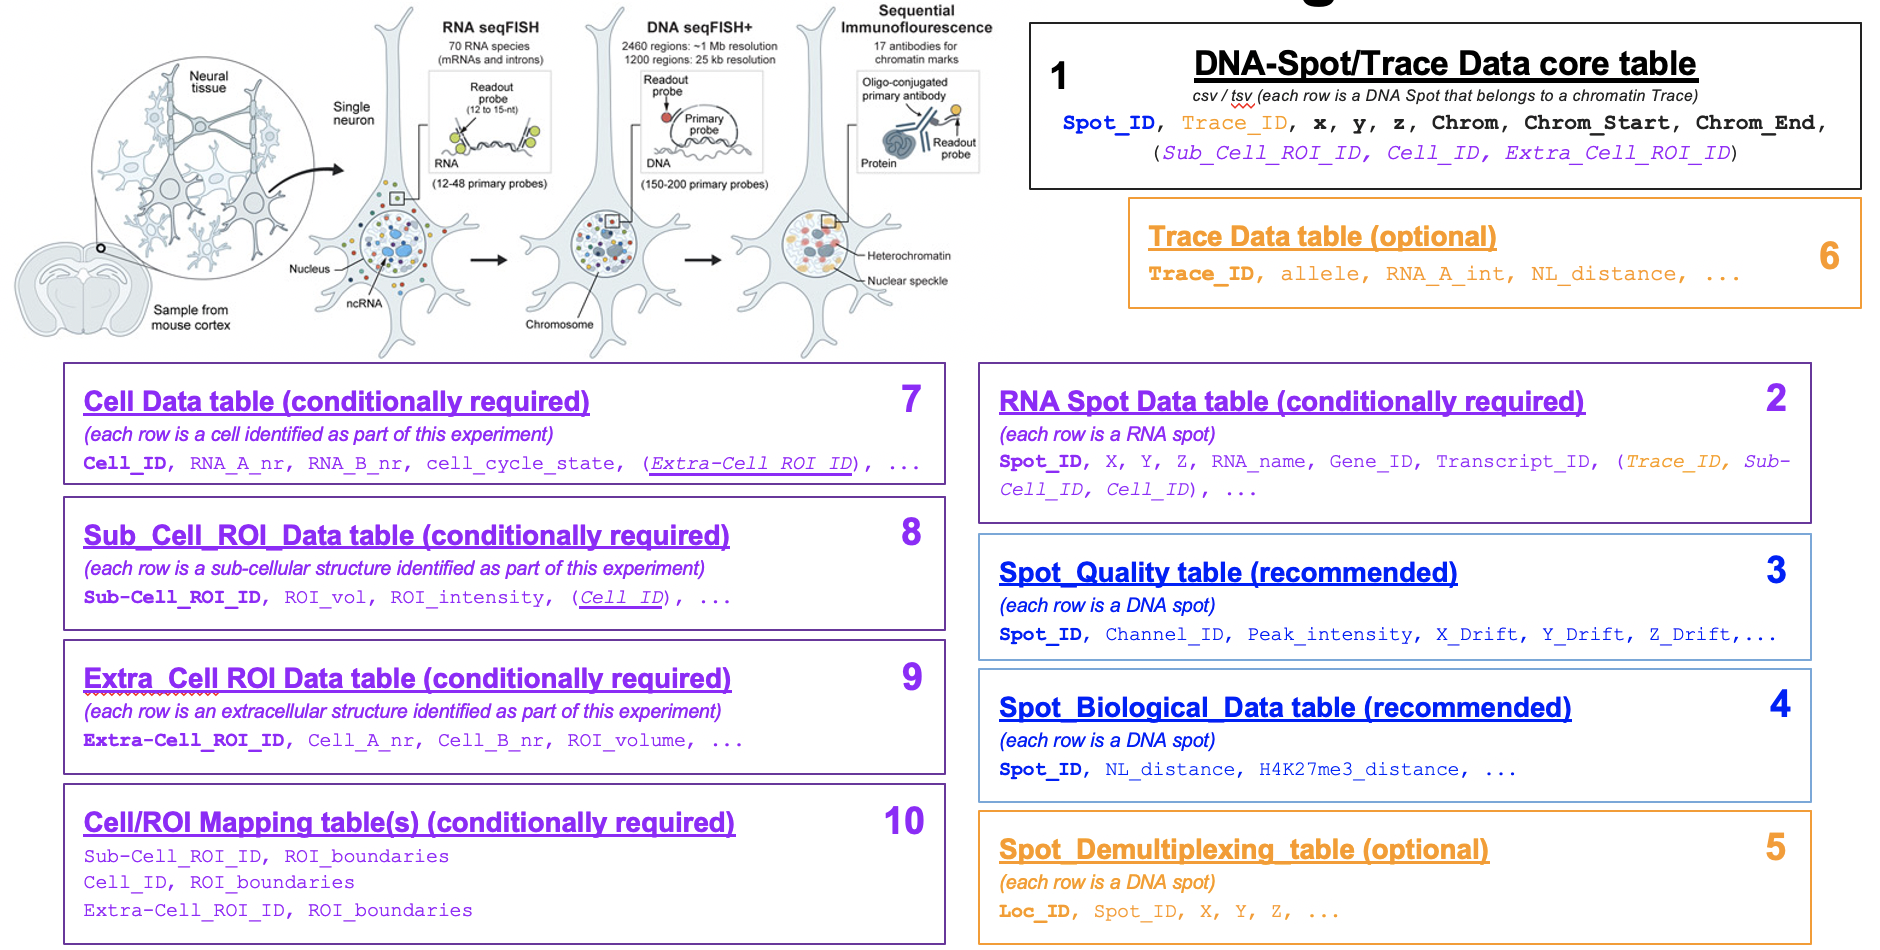 RNA seqFISH
70 RNA species
(mRNAs and introns)
Readout
probe
(12 to 15-nt)
RNA
(12-48 primary probes)
DNA seqFISH+
2460 regions: ~1 Mb resolution
1200 regions: 25 kb resolution
Readout
probe
Primary
probe
DNA
(150-200 primary probes)
Sequential
Immunoflourescence
17 antibodies for
chromatin marks
Oligo-conjugated
primary antibody
Readout
probe
Protein
Neural
tissue
Single
neuron
Nucleus
ncRNA
Chromosome
Heterochromatin
Nuclear speckle
Sample from
mouse cortex
1
DNA-Spot/Trace Data core table
csv / tsv (each row is a DNA Spot that belongs to a chromatin Trace)
Spot_ID, Trace_ID, x, y, z, Chrom, Chrom_Start, Chrom_End,
(Sub_Cell_ROI_ID, Cell_ID, Extra_Cell_ROI_ID)
Trace Data table (optional)
6
Trace_ID, allele, RNA_A_int, NL_distance, ...
Cell Data table (conditionally required)
7
(each row is a cell identified as part of this experiment)
Cell_ID, RNA_A_nr, RNA_B_nr, cell_cycle_state, (Extra-Cell ROI ID), ...
Sub_Cell_ROI_Data table (conditionally required)
8
(each row is a sub-cellular structure identified as part of this experiment)
Sub-Cell_ROI_ID, ROI_vol, ROI_intensity, (Cell ID), ...
Extra_Cell ROI Data table (conditionally required)
9
(each row is an extracellular structure identified as part of this experiment)
Extra-Cell_ROI_ID, Cell_A_nr, Cell_B_nr, ROI_volume, ...
Cell/ROI Mapping table(s) (conditionally required)
10
Sub-Cell_ROI_ID, ROI_boundaries
Cell_ID, ROI_boundaries
Extra-Cell_ROI_ID, ROI_boundaries
RNA Spot Data table (conditionally required)
2
(each row is a RNA spot)
Spot_ID, X, Y, Z, RNA_name, Gene_ID, Transcript_ID, (Trace_ID, Sub-
Cell_ID, Cell_ID), ...
Spot_Quality table (recommended)
3
(each row is a DNA spot)
Spot_ID, Channel_ID, Peak_intensity, X_Drift, Y_Drift, Z_Drift,...
Spot_Biological_Data table (recommended)
4
(each row is a DNA spot)
Spot_ID, NL_distance, H4K27me3_distance, ...
Spot_Demultiplexing_table (optional)
5
(each row is a DNA spot)
Loc_ID, Spot_ID, X, Y, Z, ...